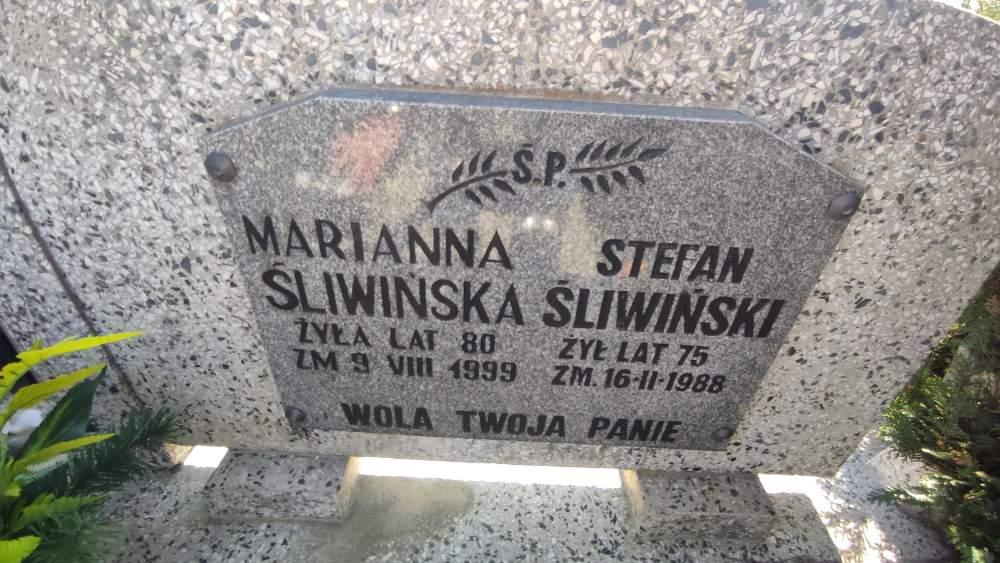 Ś.P.
MARIANNA
ŚLIWIŃSKA
ŻYŁA LAT 80
ZM 9 VIII 1999
STEFAN
ŚLIWIŃSKI
ŻYŁ LAT 75
ZM. 16-II-1988
WOLA TWOJA PANIE